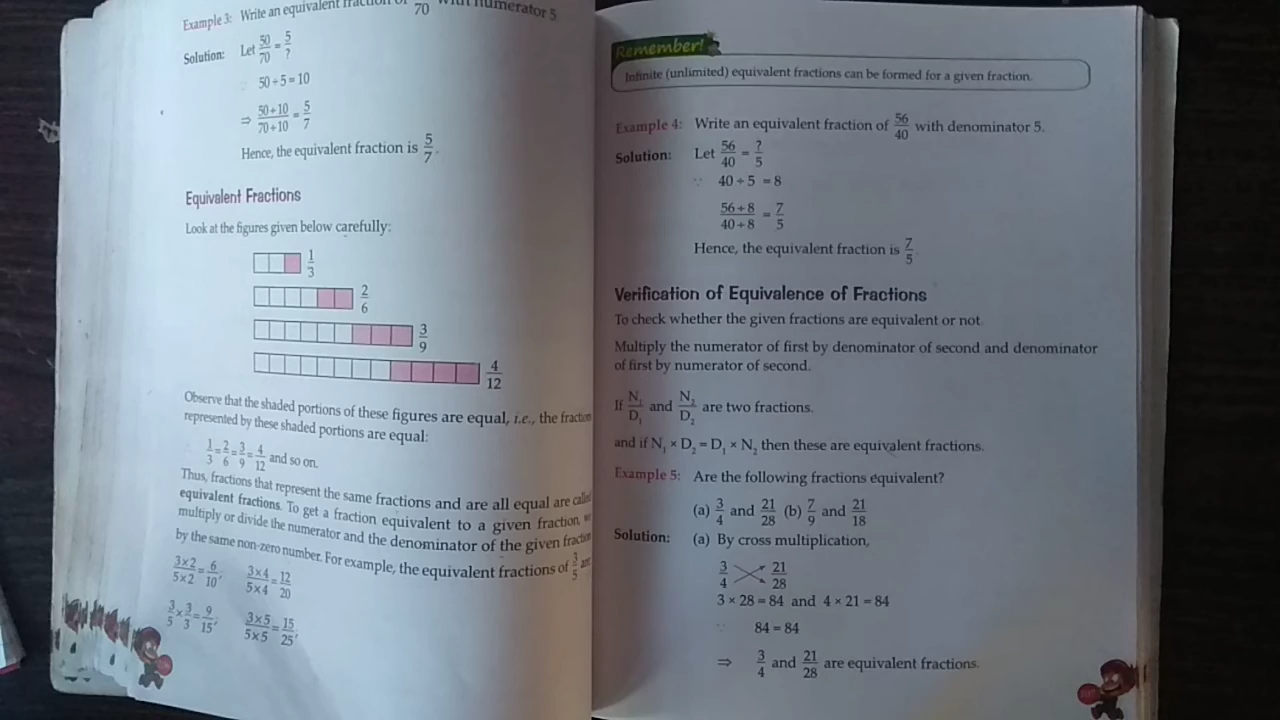 Example 3: Write an equivalent fraction of 70 with numerator 5
Solution: Let 50/70 = 5/?
∵ 50 ÷ 5 = 10
⇒ 50÷10/70÷10 = 5/7
Hence, the equivalent fraction is 5/7.
Equivalent Fractions
Look at the figures given below carefully:
1/3
2/6
3/9
4/12
Observe that the shaded portions of these figures are equal, i.e., the fraction
represented by these shaded portions are equal:
1/3 = 2/6 = 3/9 = 4/12 and so on.
Thus, fractions that represent the same fractions and are all equal are called
equivalent fractions. To get a fraction equivalent to a given fraction,
multiply or divide the numerator and the denominator of the given fraction
by the same non-zero number. For example, the equivalent fractions of 3/5 are
3×2/5×2 = 6/10, 3×4/5×4 = 12/20
3/5 × 3/3 = 9/15, 3×5/5×5 = 15/25,
Remember!
Infinite (unlimited) equivalent fractions can be formed for a given fraction.
Example 4: Write an equivalent fraction of 56/40 with denominator 5.
Solution: Let 56/40 = ?/5
∵ 40 ÷ 5 = 8
56÷8/40÷8 = 7/5
Hence, the equivalent fraction is 7/5
Verification of Equivalence of Fractions
To check whether the given fractions are equivalent or not
Multiply the numerator of first by denominator of second and denominator
of first by numerator of second.
If N₁/D₁ and N₂/D₂ are two fractions.
and if N₁ × D₂ = D₁ × N₂ then these are equivalent fractions.
Example 5: Are the following fractions equivalent?
(a) 3/4 and 21/28 (b) 7/9 and 21/18
Solution: (a) By cross multiplication,
3/4 21/28
3 × 28 = 84 and 4 × 21 = 84
∵ 84 = 84
⇒ 3/4 and 21/28 are equivalent fractions.